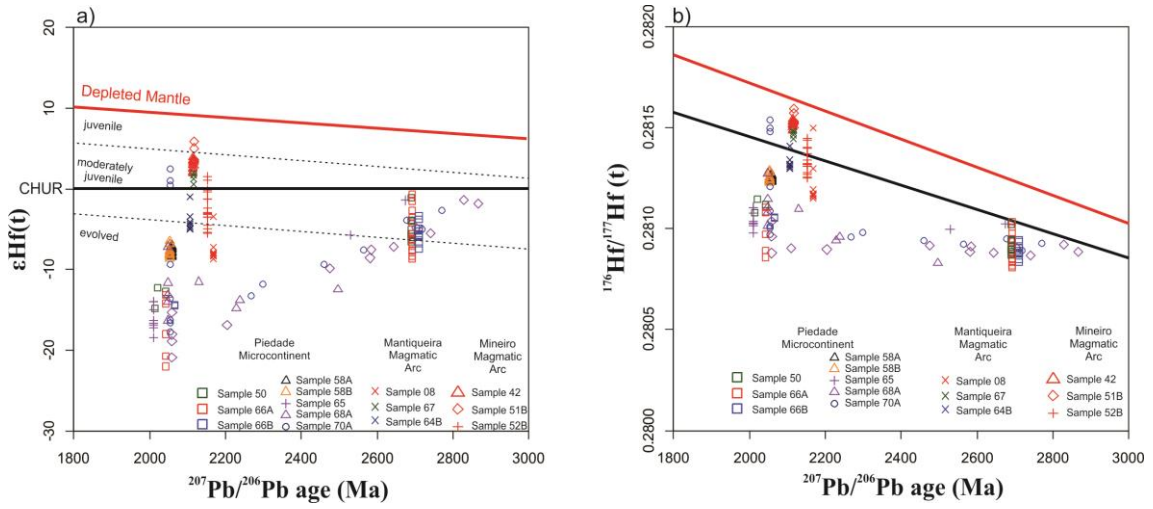 a)
20
10
CHUR
-10
-20
-30
εHf(t)
Depleted Mantle
juvenile
moderately
juvenile
evolved
Piedade
Microcontinent
Mantiqueira
Magmatic
Arc
Mineiro
Magmatic
Arc
Sample 50
Sample 66A
Sample 66B
Sample 58A
Sample 58B
Sample 65
Sample 68A
Sample 70A
Sample 08
Sample 67
Sample 64B
Sample 42
Sample 51B
Sample 52B
1800 2000 2200 2400 2600 2800 3000
²⁰⁷Pb/²⁰⁶Pb age (Ma)
b)
0.2820
0.2815
0.2810
0.2805
0.2800
¹⁷⁶Hf/¹⁷⁷Hf (t)
Piedade
Microcontinent
Mantiqueira
Magmatic
Arc
Mineiro
Magmatic
Arc
Sample 50
Sample 66A
Sample 66B
Sample 58A
Sample 58B
Sample 65
Sample 68A
Sample 70A
Sample 08
Sample 67
Sample 64B
Sample 42
Sample 51B
Sample 52B
1800 2000 2200 2400 2600 2800 3000
²⁰⁷Pb/²⁰⁶Pb age (Ma)